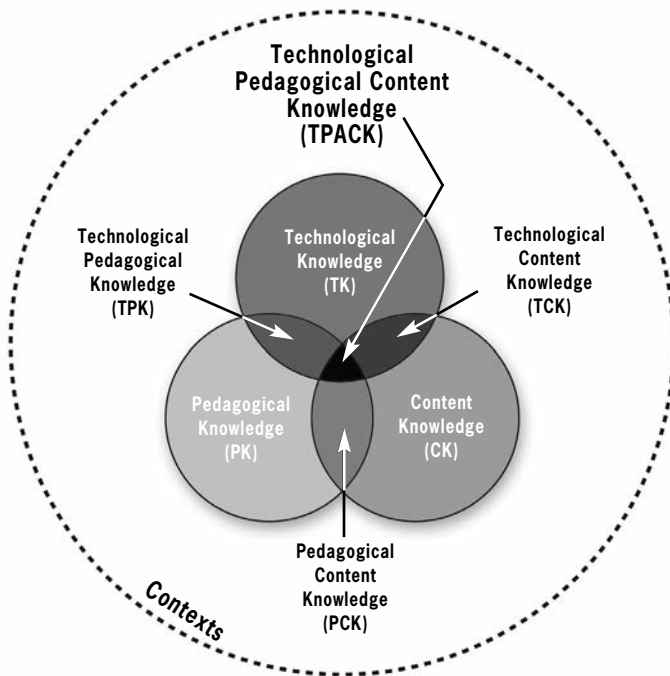 Technological
Pedagogical Content
Knowledge
(TPACK)
Technological
Pedagogical
Knowledge
(TPK)
Technological
Knowledge
(TK)
Technological
Content
Knowledge
(TCK)
Pedagogical
Knowledge
(PK)
Content
Knowledge
(CK)
Pedagogical
Content
Knowledge
(PCK)
Contexts